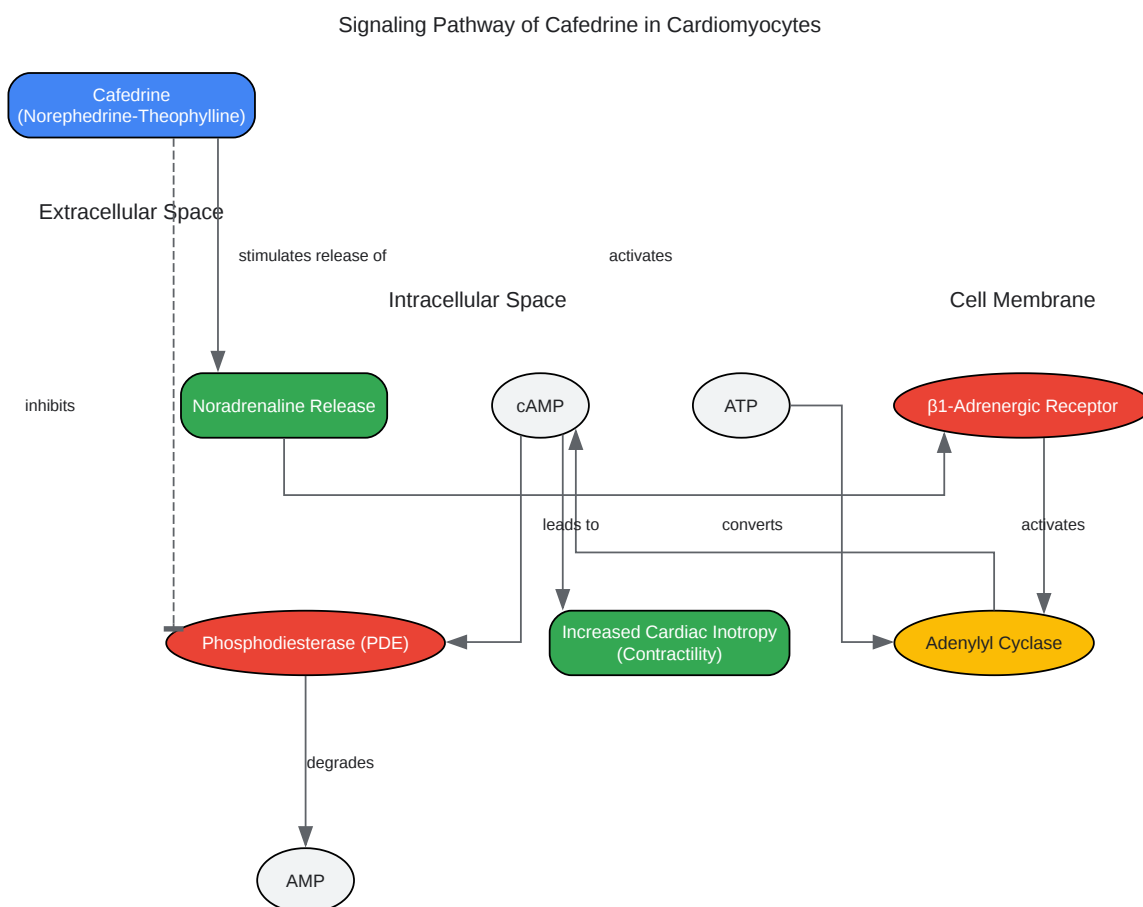 Signaling Pathway of Cafedrine in Cardiomyocytes
Cafedrine
(Norephedrine-Theophylline)
Extracellular Space
stimulates release of
activates
Intracellular Space
Cell Membrane
inhibits
Noradrenaline Release
cAMP
ATP
β1-Adrenergic Receptor
leads to
converts
activates
Phosphodiesterase (PDE)
Increased Cardiac Inotropy
(Contractility)
Adenylyl Cyclase
degrades
AMP